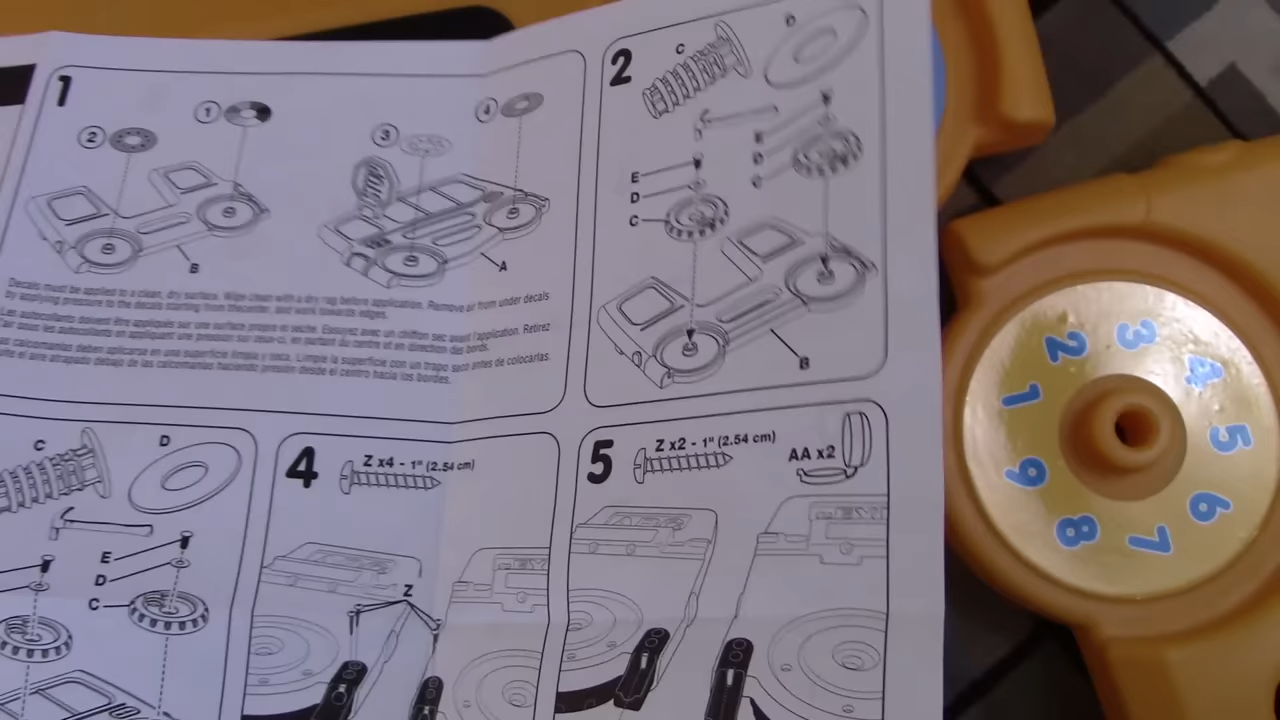 1
1
2
3
4
B
A
Decals must be applied to a clean, dry surface. Wipe clean with a dry rag before application. Remove air from under decals
by applying pressure to the decals starting from the center, and work towards edges.
Les autocollants doivent être appliqués sur une surface propre et sèche. Essuyez avec un chiffon sec avant l'application. Retirez
l'air sous les autocollants en appliquant une pression sur ceux-ci, en partant du centre et en direction des bords.
calcomanías deben aplicarse en una superficie limpia y seca. Limpie la superficie con un trapo seco antes de colocarlas.
el aire atrapado debajo de las calcomanías haciendo presión desde el centro hacia los bordes.
2
C
D
E
D
C
E
D
C
B
C
D
E
D
C
4
Z x4 - 1" (2.54 cm)
Z
5
Z x2 - 1" (2.54 cm)
AA x2
1
2
3
4
5
6
7
8
9